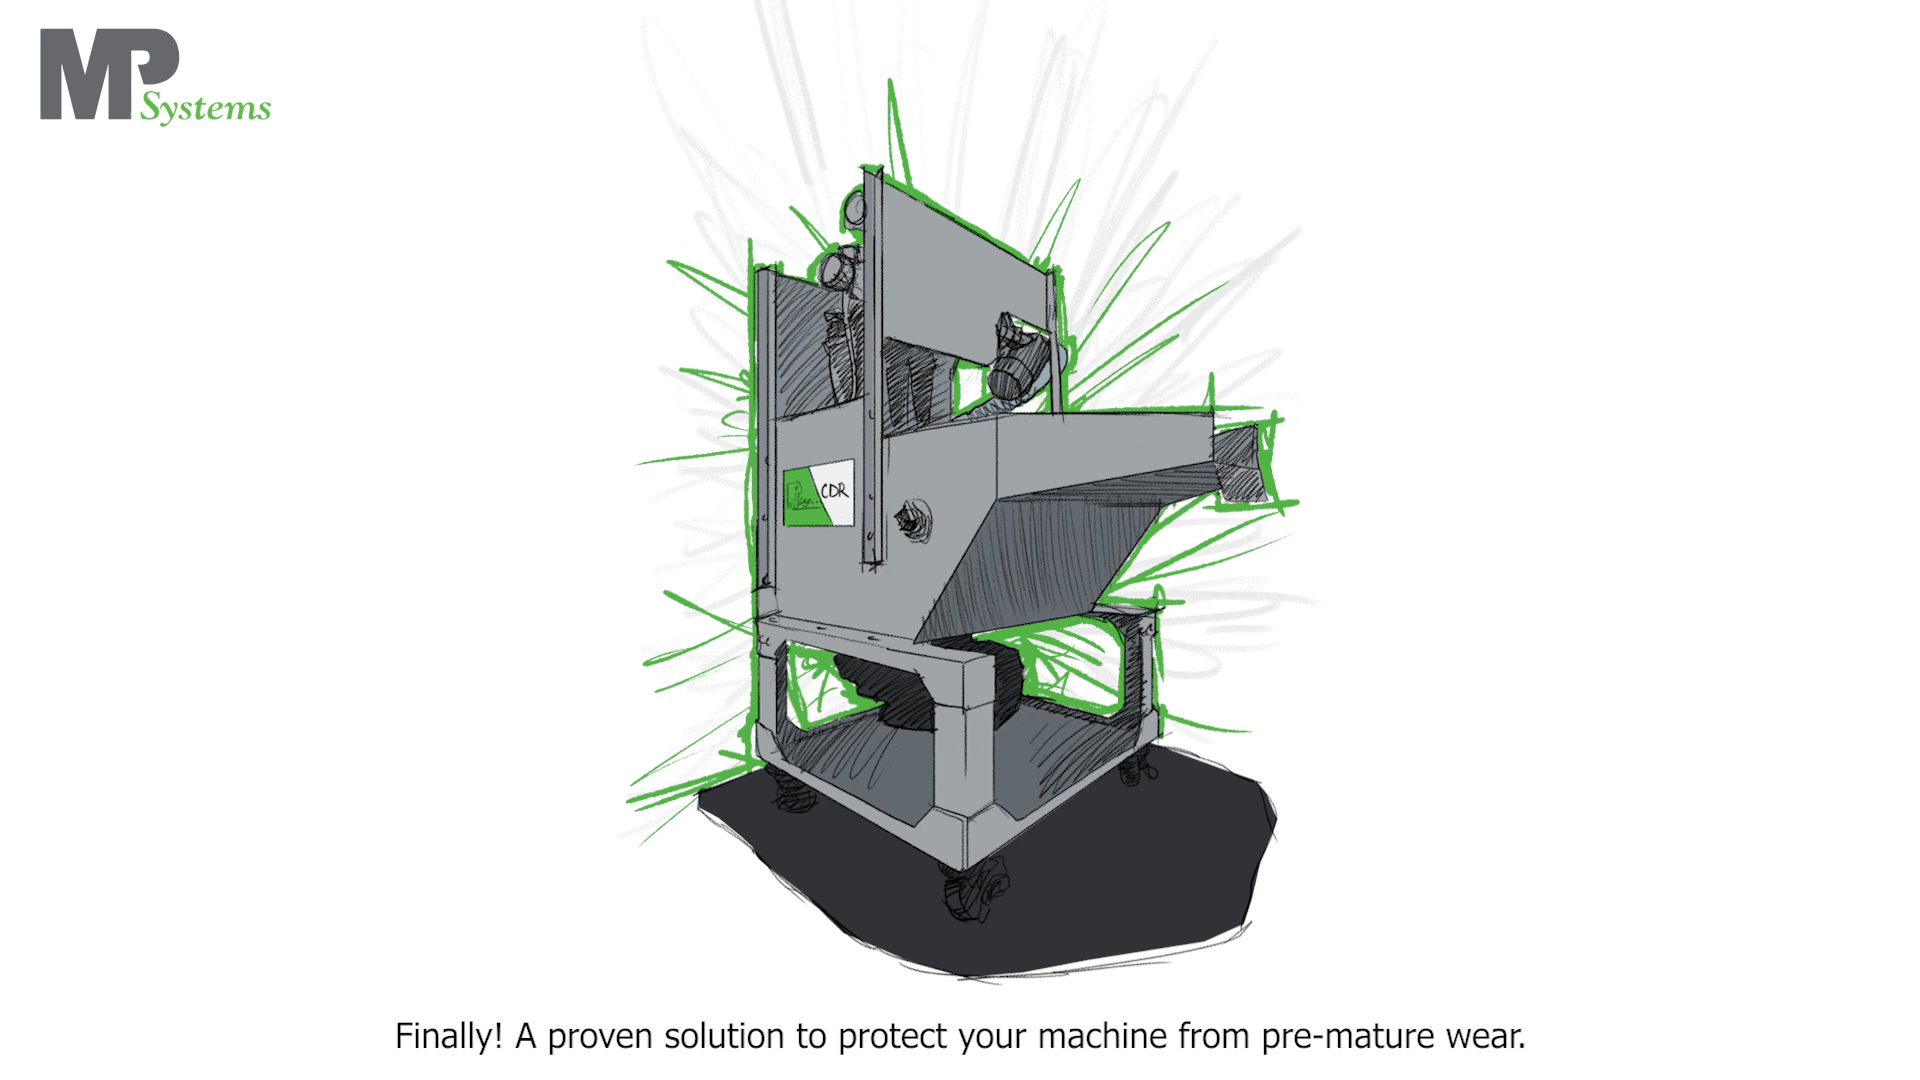 MP
Systems
CDR
Finally! A proven solution to protect your machine from pre-mature wear.